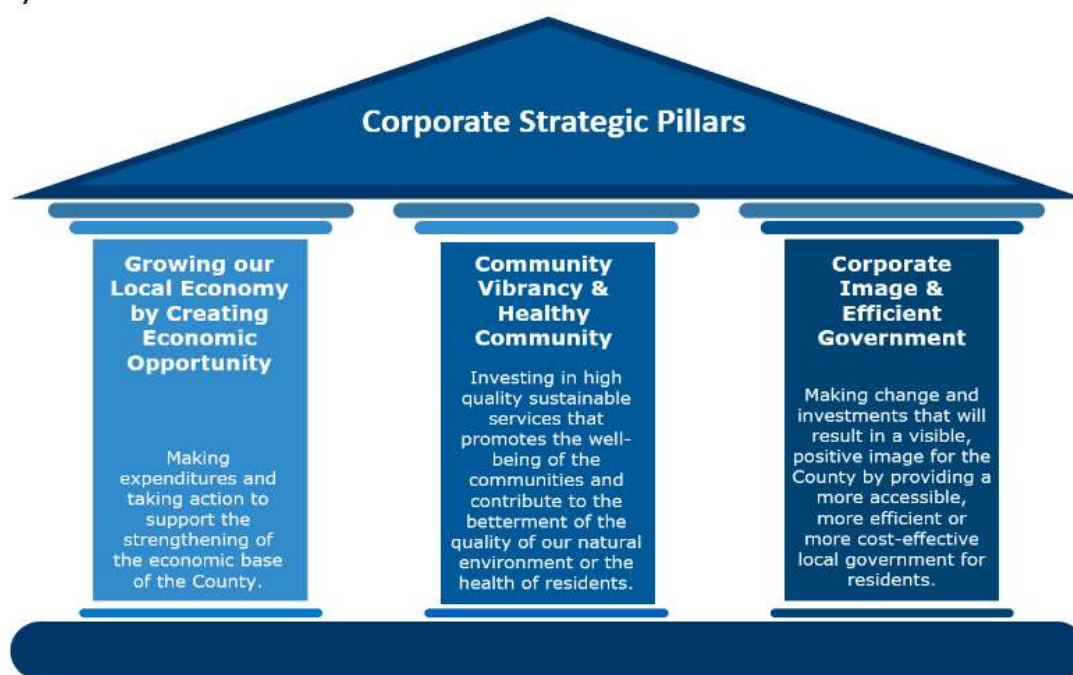 Corporate Strategic Pillars
Growing our
Local Economy
by Creating
Economic
Opportunity
Making
expenditures and
taking action to
support the
strengthening of
the economic base
of the County.
Community
Vibrancy &
Healthy
Community
Investing in high
quality sustainable
services that
promotes the well-
being of the
communities and
contribute to the
betterment of the
quality of our natural
environment or the
health of residents.
Corporate
Image &
Efficient
Government
Making change and
investments that will
result in a visible,
positive image for the
County by providing a
more accessible,
more efficient or
more cost-effective
local government for
residents.